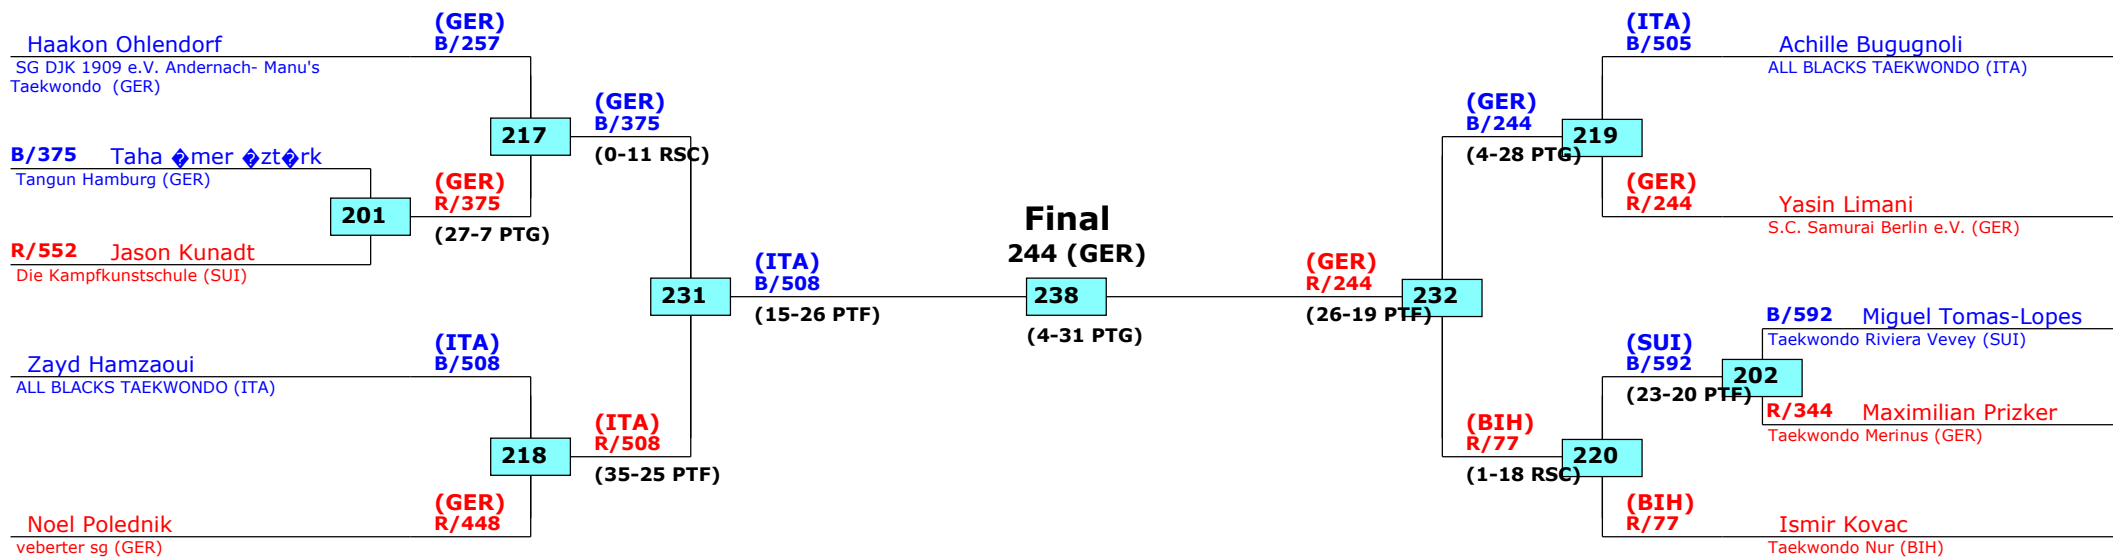 (GER)
Haakon Ohlendorf B/257
SG DJK 1909 e.V. Andernach- Manu's
Taekwondo (GER)
217
(GER)
B/375
(0-11 RSC)
B/375 Taha �mer �zt�rk
Tangun Hamburg (GER)
201
(GER)
R/375
(27-7 PTG)
R/552 Jason Kunadt
Die Kampfkunstschule (SUI)
231
(ITA)
B/508
(15-26 PTF)
(ITA)
Zayd Hamzaoui B/508
ALL BLACKS TAEKWONDO (ITA)
218
(ITA)
R/508
(35-25 PTF)
(GER)
Noel Polednik R/448
veberter sg (GER)
Final
244 (GER)
238
(4-31 PTG)
(GER)
R/244
(26-19 PTF)
232
(GER)
B/244
(4-28 PTG)
219
(ITA)
B/505 Achille Bugugnoli
ALL BLACKS TAEKWONDO (ITA)
(GER)
R/244 Yasin Limani
S.C. Samurai Berlin e.V. (GER)
B/592 Miguel Tomas-Lopes
Taekwondo Riviera Vevey (SUI)
(SUI)
B/592
(23-20 PTF)
202
R/344 Maximilian Prizker
Taekwondo Merinus (GER)
(BIH)
R/77
(1-18 RSC)
220
(BIH)
R/77 Ismir Kovac
Taekwondo Nur (BIH)